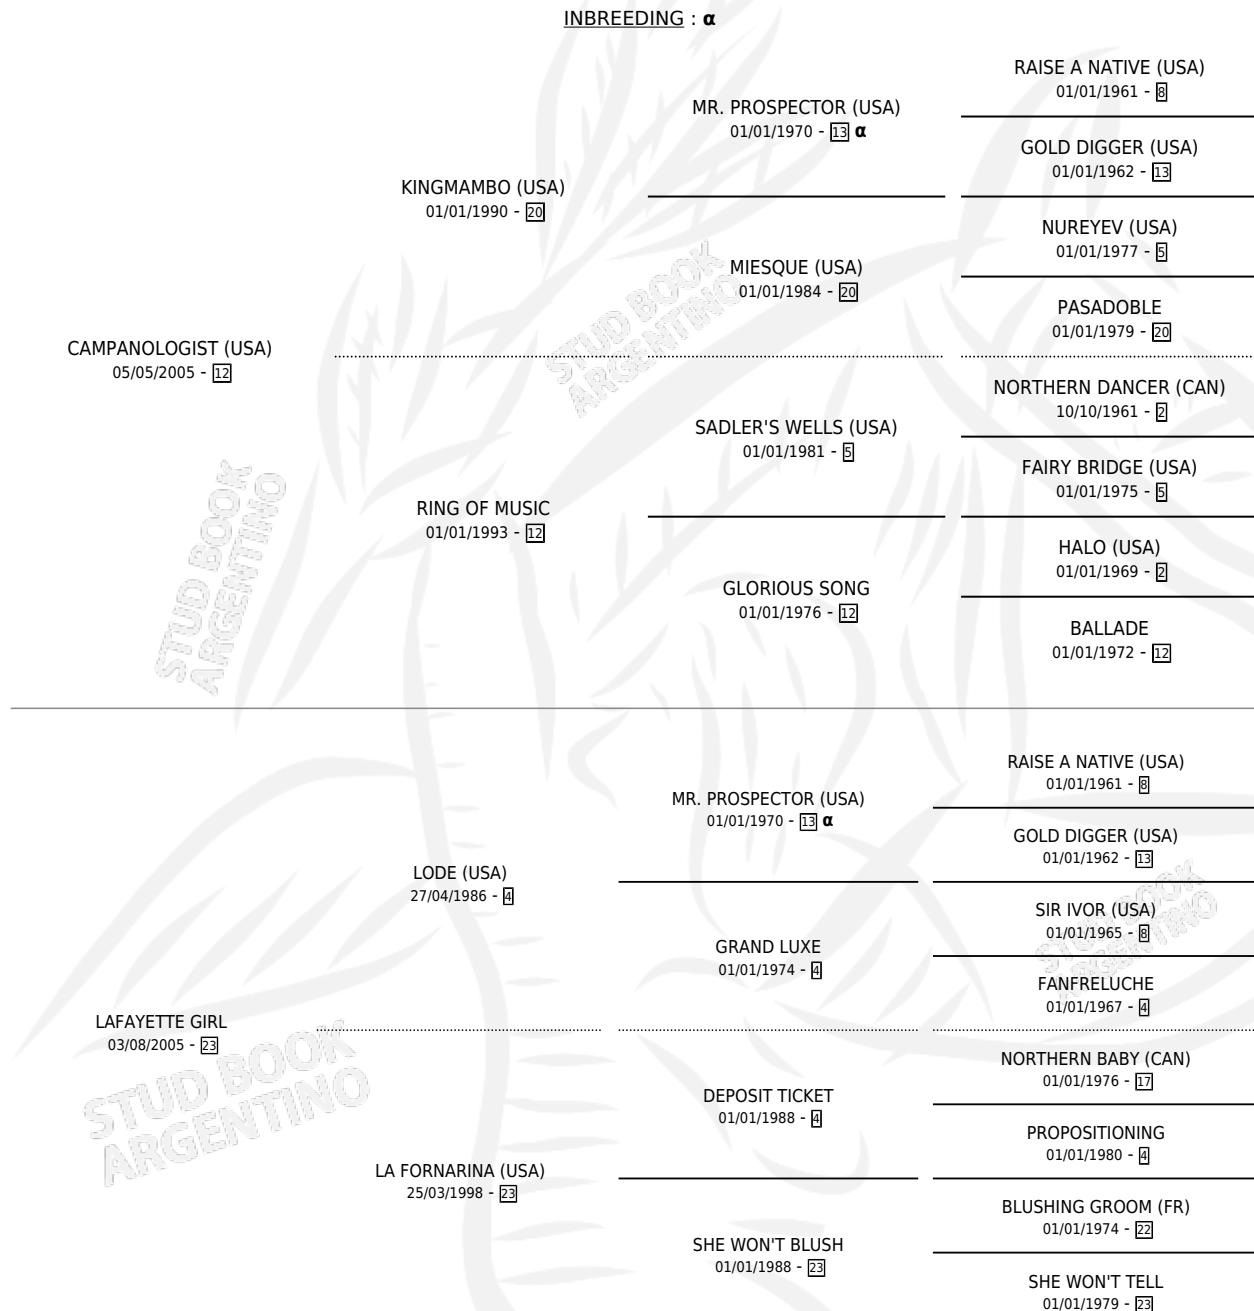 INBREEDING : α
RAISE A NATIVE (USA)
01/01/1961 - 8
MR. PROSPECTOR (USA)
01/01/1970 - 13 α
GOLD DIGGER (USA)
01/01/1962 - 13
KINGMAMBO (USA)
01/01/1990 - 20
NUREYEV (USA)
01/01/1977 - 5
MIESQUE (USA)
01/01/1984 - 20
PASADOBLE
01/01/1979 - 20
CAMPANOLOGIST (USA)
05/05/2005 - 12
NORTHERN DANCER (CAN)
10/10/1961 - 2
SADLER'S WELLS (USA)
01/01/1981 - 5
FAIRY BRIDGE (USA)
01/01/1975 - 5
RING OF MUSIC
01/01/1993 - 12
HALO (USA)
01/01/1969 - 2
GLORIOUS SONG
01/01/1976 - 12
BALLADE
01/01/1972 - 12
RAISE A NATIVE (USA)
01/01/1961 - 8
MR. PROSPECTOR (USA)
01/01/1970 - 13 α
GOLD DIGGER (USA)
01/01/1962 - 13
LODE (USA)
27/04/1986 - 4
SIR IVOR (USA)
01/01/1965 - 8
GRAND LUXE
01/01/1974 - 4
FANFRELUCHE
01/01/1967 - 4
LAFAYETTE GIRL
03/08/2005 - 23
NORTHERN BABY (CAN)
01/01/1976 - 17
DEPOSIT TICKET
01/01/1988 - 4
PROPOSITIONING
01/01/1980 - 4
LA FORNARINA (USA)
25/03/1998 - 23
BLUSHING GROOM (FR)
01/01/1974 - 22
SHE WON'T BLUSH
01/01/1988 - 23
SHE WON'T TELL
01/01/1979 - 23
STUD BOOK
ARGENTINO
STUD BOOK
ARGENTINO
STUD BOOK
ARGENTINO
STUD BOOK
ARGENTINO